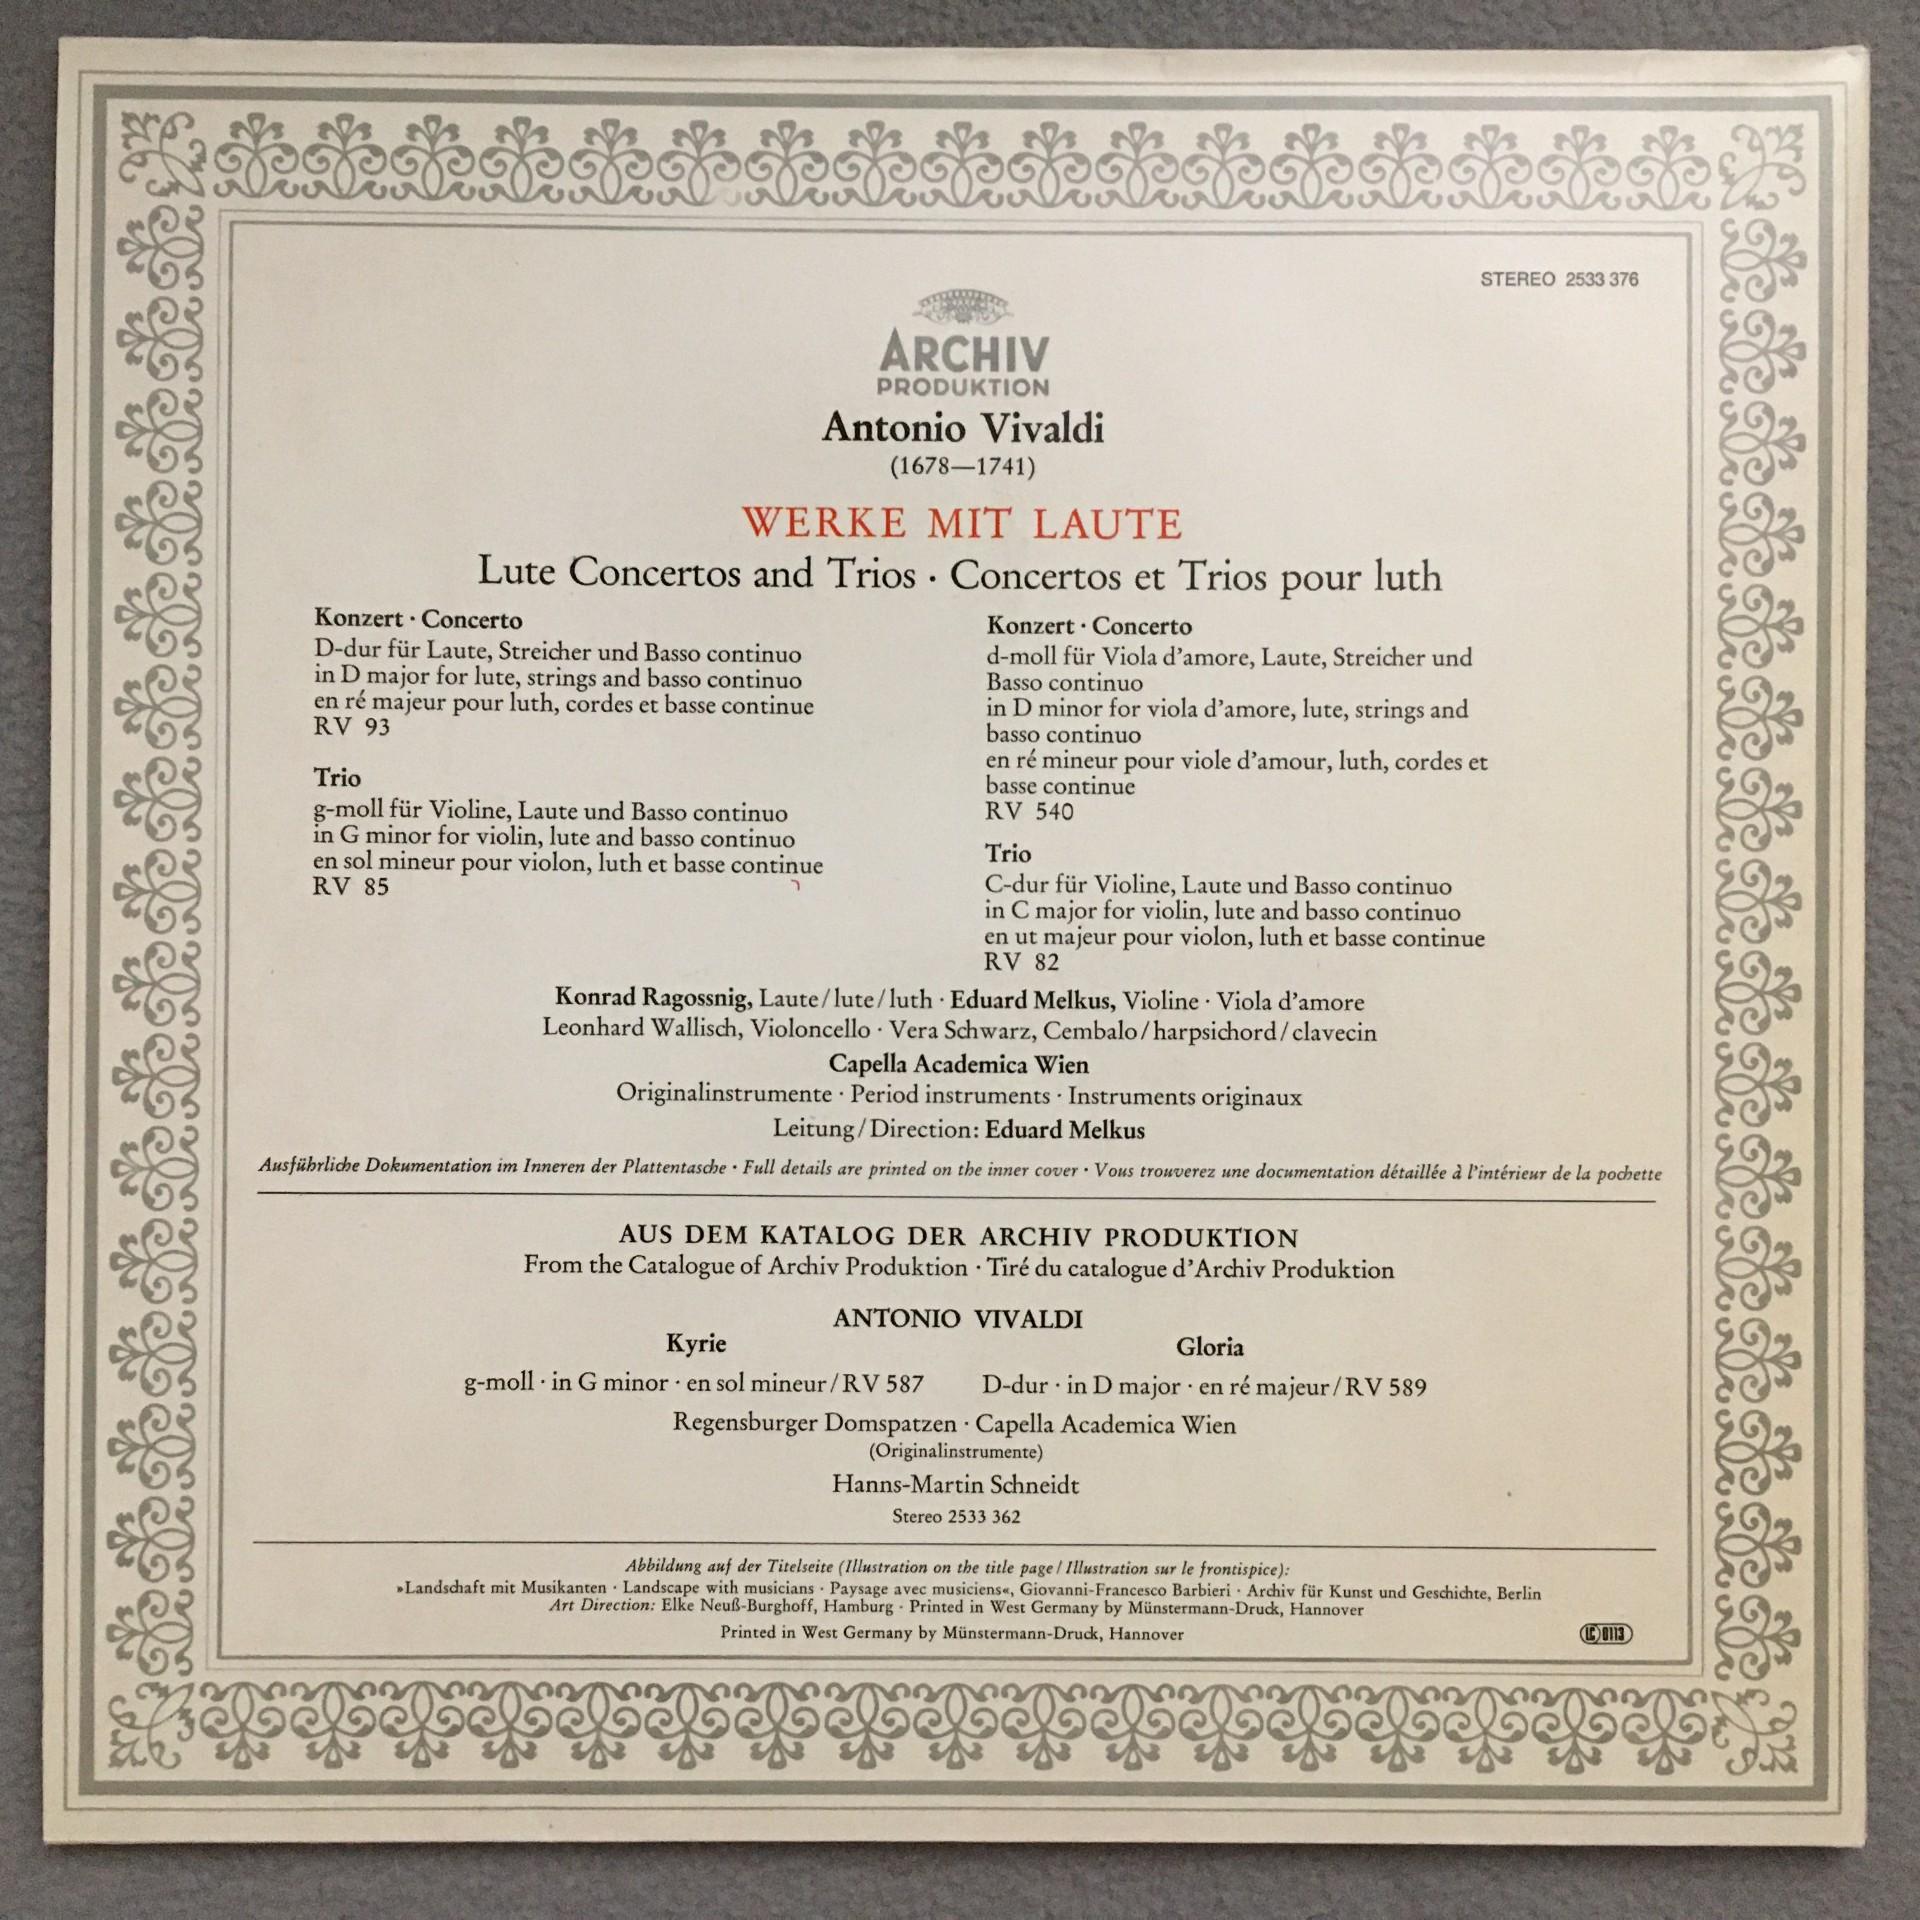 STEREO 2533 376
ARCHIV
PRODUKTION
Antonio Vivaldi
(1678—1741)
WERKE MIT LAUTE
Lute Concertos and Trios · Concertos et Trios pour luth
Konzert · Concerto
D-dur für Laute, Streicher und Basso continuo
in D major for lute, strings and basso continuo
en ré majeur pour luth, cordes et basse continue
RV 93
Trio
g-moll für Violine, Laute und Basso continuo
in G minor for violin, lute and basso continuo
en sol mineur pour violon, luth et basse continue
RV 85
Konzert · Concerto
d-moll für Viola d'amore, Laute, Streicher und
Basso continuo
in D minor for viola d'amore, lute, strings and
basso continuo
en ré mineur pour viole d'amour, luth, cordes et
basse continue
RV 540
Trio
C-dur für Violine, Laute und Basso continuo
in C major for violin, lute and basso continuo
en ut majeur pour violon, luth et basse continue
RV 82
Konrad Ragossnig, Laute/lute/luth · Eduard Melkus, Violine · Viola d'amore
Leonhard Wallisch, Violoncello · Vera Schwarz, Cembalo/harpsichord/clavecin
Capella Academica Wien
Originalinstrumente · Period instruments · Instruments originaux
Leitung/Direction: Eduard Melkus
Ausführliche Dokumentation im Inneren der Plattentasche · Full details are printed on the inner cover · Vous trouverez une documentation détaillée à l'intérieur de la pochette
AUS DEM KATALOG DER ARCHIV PRODUKTION
From the Catalogue of Archiv Produktion · Tiré du catalogue d'Archiv Produktion
ANTONIO VIVALDI
Kyrie Gloria
g-moll · in G minor · en sol mineur/RV 587 D-dur · in D major · en ré majeur/RV 589
Regensburger Domspatzen · Capella Academica Wien
(Originalinstrumente)
Hanns-Martin Schneidt
Stereo 2533 362
Abbildung auf der Titelseite (Illustration on the title page/Illustration sur le frontispice):
»Landschaft mit Musikanten · Landscape with musicians · Paysage avec musiciens«, Giovanni-Francesco Barbieri · Archiv für Kunst und Geschichte, Berlin
Art Direction: Elke Neuß-Burghoff, Hamburg · Printed in West Germany by Münstermann-Druck, Hannover
Printed in West Germany by Münstermann-Druck, Hannover
LC 0113